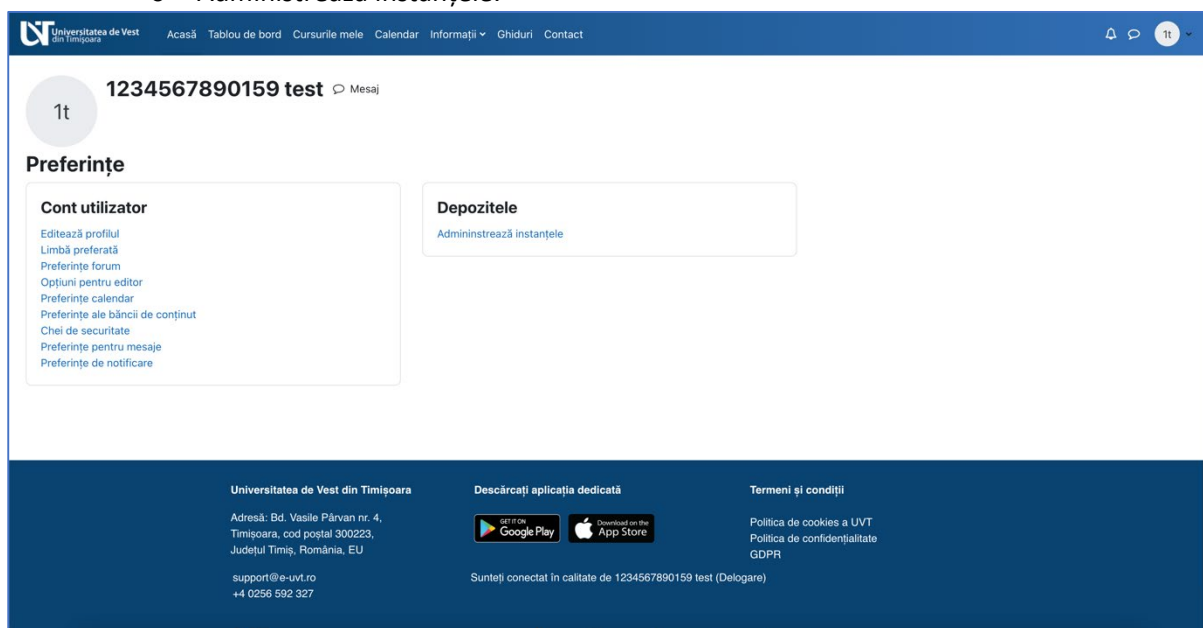 Administrează instanțele.
Universitatea de Vest
din Timișoara
Acasă Tablou de bord Cursurile mele Calendar Informații Ghiduri Contact
1t
1t
1234567890159 test Mesaj
Preferințe
Cont utilizator
Editează profilul
Limbă preferată
Preferințe forum
Opțiuni pentru editor
Preferințe calendar
Preferințe ale băncii de conținut
Chei de securitate
Preferințe pentru mesaje
Preferințe de notificare
Depozitele
Admininstrează instanțele
Universitatea de Vest din Timișoara
Adresă: Bd. Vasile Pârvan nr. 4,
Timișoara, cod poștal 300223,
Județul Timiș, România, EU
support@e-uvt.ro
+4 0256 592 327
Descărcați aplicația dedicată
GET IT ON
Google Play
Download on the
App Store
Sunteți conectat în calitate de 1234567890159 test (Delogare)
Termeni și condiții
Politica de cookies a UVT
Politica de confidențialitate
GDPR